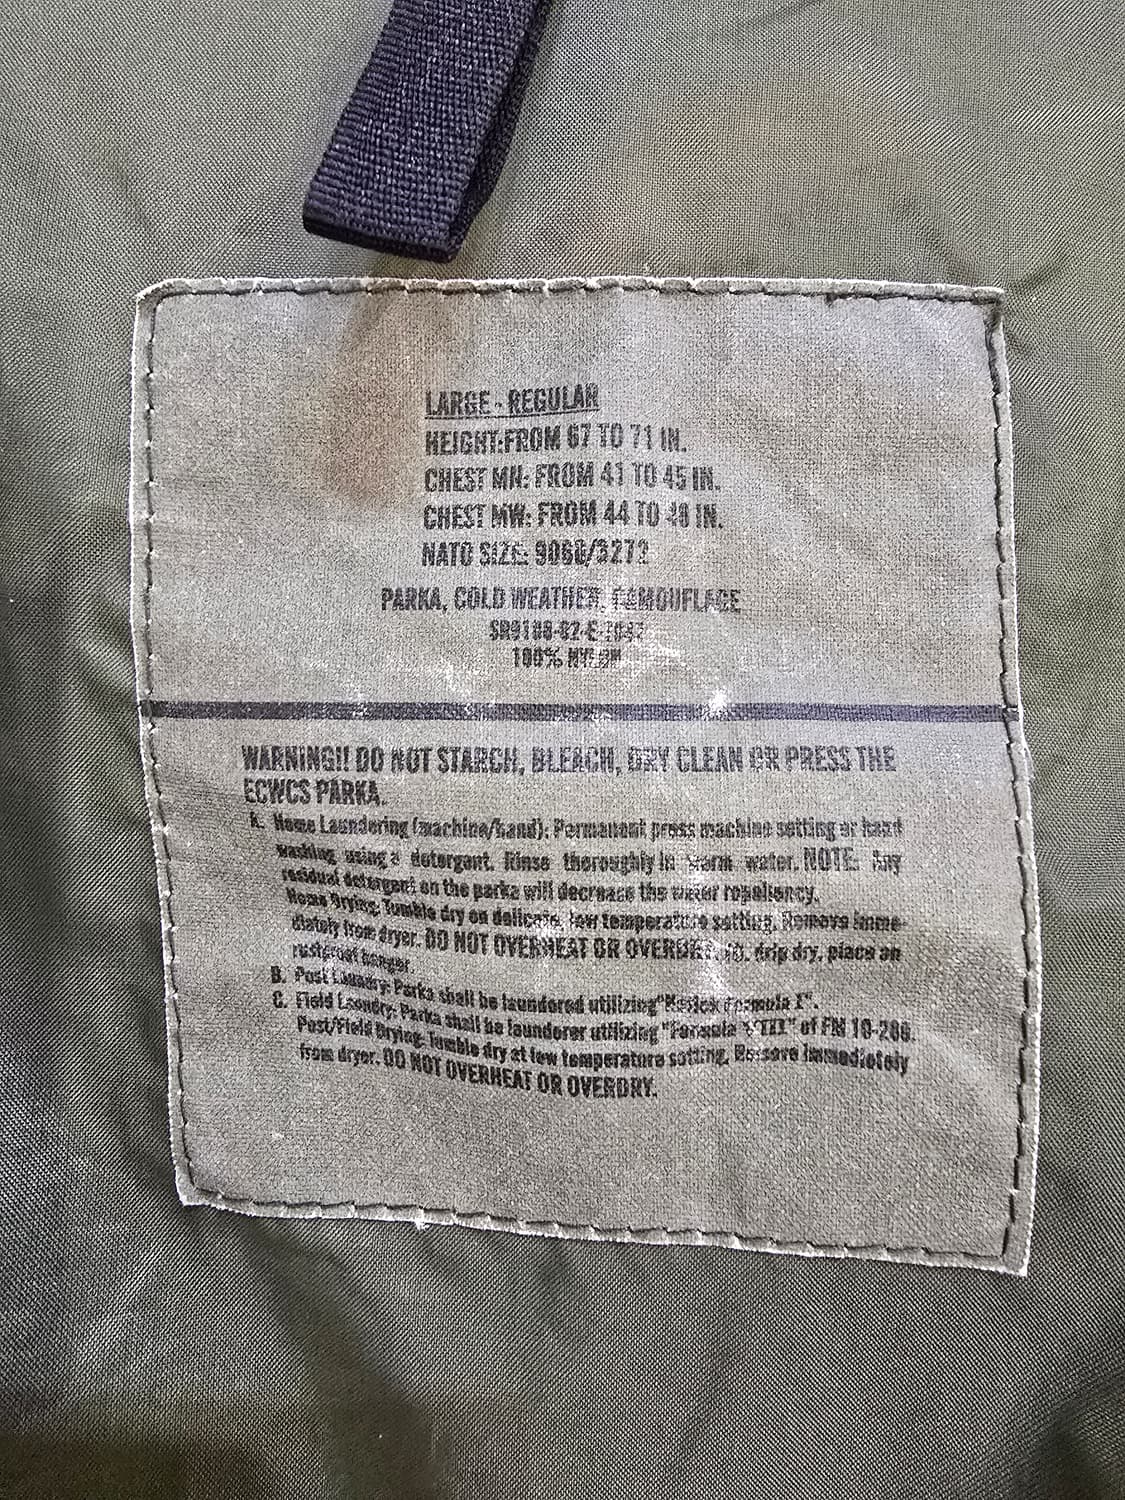 LARGE - REGULAR
HEIGHT:FROM 67 TO 71 IN.
CHEST MN: FROM 41 TO 45 IN.
CHEST MW: FROM 44 TO 48 IN.
NATO SIZE:
PARKA, COLD WEATHER, CAMOUFLAGE
100% NYLON
WARNING!! DO NOT STARCH, BLEACH, DRY CLEAN OR PRESS THE
ECWCS PARKA.
A. Home Laundering (machine/hand): Permanent press machine setting or hand
washing using a detergent. Rinse thoroughly in warm water. NOTE: Any
residual detergent on the parka will decrease the water repellency.
Home Drying: Tumble dry on delicate, low temperature setting. Remove imme-
diately from dryer. DO NOT OVERHEAT OR drip dry, place on
rustproof hanger.
B. Post Laundry: Parka shall be laundered utilizing Formula I".
C. Field Laundry: Parka shall be launderer utilizing "Formula of FM 10-280.
Post/Field Drying: Tumble dry at low temperature setting. Remove immediately
from dryer. DO NOT OVERHEAT OR OVERDRY.